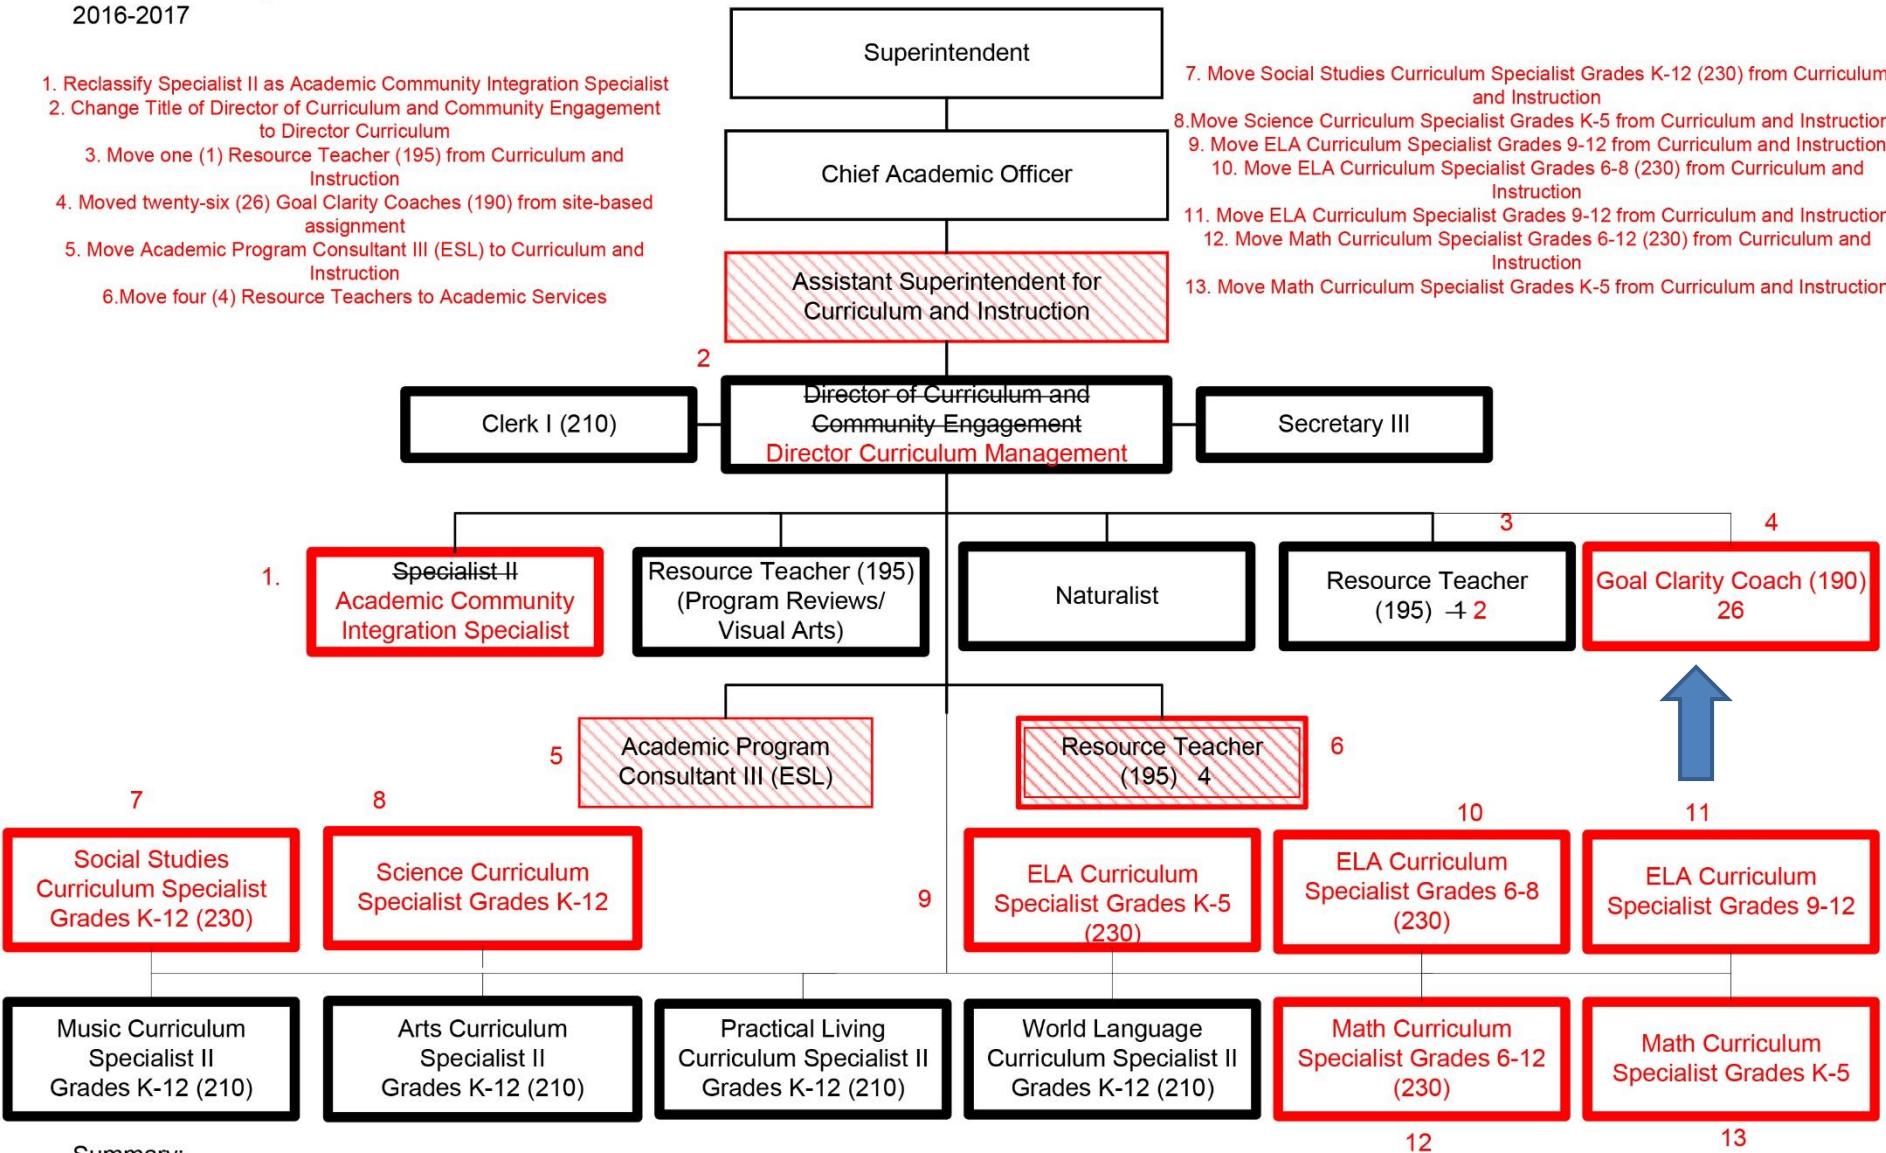 2016-2017
1. Reclassify Specialist II as Academic Community Integration Specialist
2. Change Title of Director of Curriculum and Community Engagement
to Director Curriculum
3. Move one (1) Resource Teacher (195) from Curriculum and
Instruction
4. Moved twenty-six (26) Goal Clarity Coaches (190) from site-based
assignment
5. Move Academic Program Consultant III (ESL) to Curriculum and
Instruction
6.Move four (4) Resource Teachers to Academic Services
Superintendent
Chief Academic Officer
Assistant Superintendent for
Curriculum and Instruction
7. Move Social Studies Curriculum Specialist Grades K-12 (230) from Curriculum
and Instruction
8.Move Science Curriculum Specialist Grades K-5 from Curriculum and Instruction
9. Move ELA Curriculum Specialist Grades 9-12 from Curriculum and Instruction
10. Move ELA Curriculum Specialist Grades 6-8 (230) from Curriculum and
Instruction
11. Move ELA Curriculum Specialist Grades 9-12 from Curriculum and Instruction
12. Move Math Curriculum Specialist Grades 6-12 (230) from Curriculum and
Instruction
13. Move Math Curriculum Specialist Grades K-5 from Curriculum and Instruction
2
Clerk I (210)
Director of Curriculum and
Community Engagement
Director Curriculum Management
Secretary III
1.
Specialist II
Academic Community
Integration Specialist
Resource Teacher (195)
(Program Reviews/
Visual Arts)
Naturalist
3
Resource Teacher
(195) 1 2
4
Goal Clarity Coach (190)
26
5
Academic Program
Consultant III (ESL)
Resource Teacher
(195) 4
6
7
Social Studies
Curriculum Specialist
Grades K-12 (230)
8
Science Curriculum
Specialist Grades K-12
9
ELA Curriculum
Specialist Grades K-5
(230)
10
ELA Curriculum
Specialist Grades 6-8
(230)
11
ELA Curriculum
Specialist Grades 9-12
Music Curriculum
Specialist II
Grades K-12 (210)
Arts Curriculum
Specialist II
Grades K-12 (210)
Practical Living
Curriculum Specialist II
Grades K-12 (210)
World Language
Curriculum Specialist II
Grades K-12 (210)
Math Curriculum
Specialist Grades 6-12
(230)
12
Math Curriculum
Specialist Grades K-5
13
Summary: